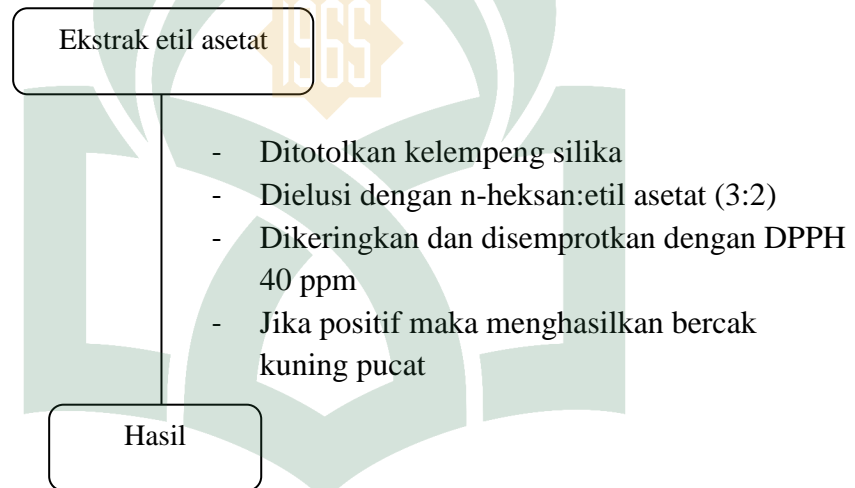 1965
Ekstrak etil asetat
- Ditotolkan kelempeng silika
- Dielusi dengan n-heksan:etil asetat (3:2)
- Dikeringkan dan disemprotkan dengan DPPH
40 ppm
- Jika positif maka menghasilkan bercak
kuning pucat
Hasil